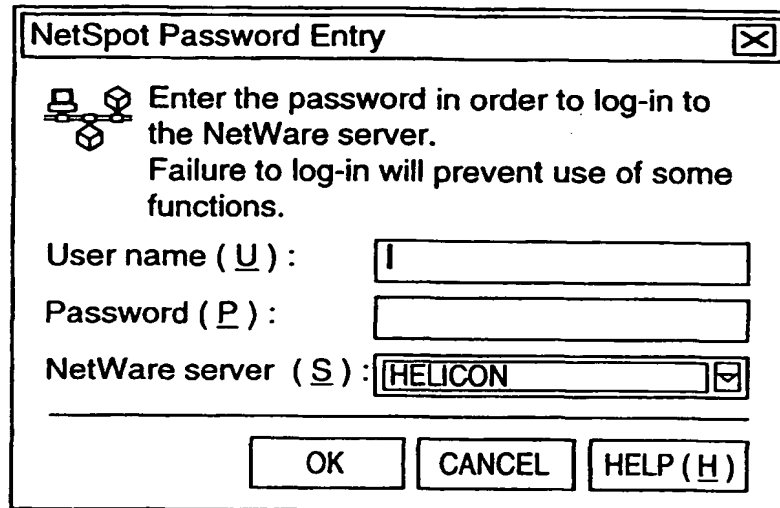 NetSpot Password Entry
Enter the password in order to log-in to
the NetWare server.
Failure to log-in will prevent use of some
functions.
User name ( U ) :
Password ( P ) :
NetWare server ( S ) : HELICON
OK CANCEL HELP ( H )